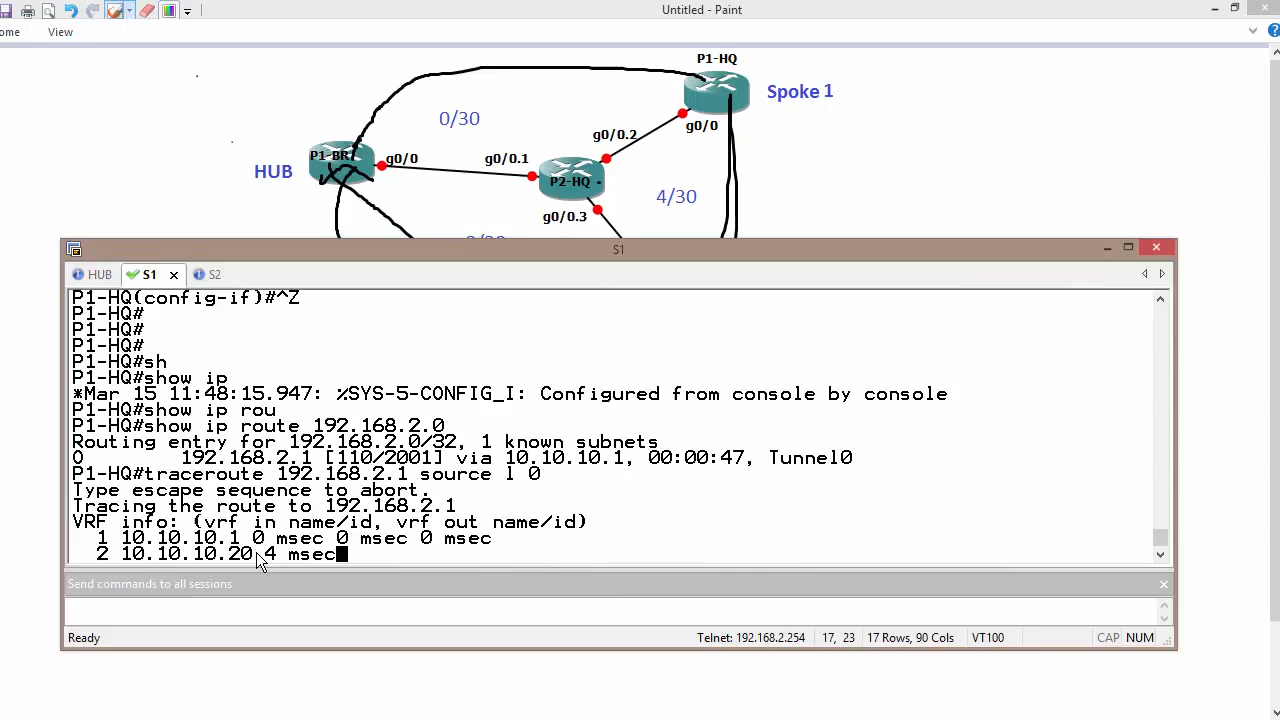 Untitled - Paint
ome
View
P1-HQ
Spoke 1
0/30
g0/0.2
g0/0
HUB
P1-BR1
g0/0
g0/0.1
P2-HQ
4/30
g0/0.3
S1
HUB
S1
S2
P1-HQ(config-if)#^Z
P1-HQ#
P1-HQ#
P1-HQ#
P1-HQ#sh
P1-HQ#show ip
*Mar 15 11:48:15.947: %SYS-5-CONFIG_I: Configured from console by console
P1-HQ#show ip rou
P1-HQ#show ip route 192.168.2.0
Routing entry for 192.168.2.0/32, 1 known subnets
O        192.168.2.1 [110/2001] via 10.10.10.1, 00:00:47, Tunnel0
P1-HQ#traceroute 192.168.2.1 source l 0
Type escape sequence to abort.
Tracing the route to 192.168.2.1
VRF info: (vrf in name/id, vrf out name/id)
1 10.10.10.1 0 msec 0 msec 0 msec
2 10.10.10.20 4 msec
Send commands to all sessions
Ready
Telnet: 192.168.2.254
17, 23
17 Rows, 90 Cols
VT100
CAP
NUM